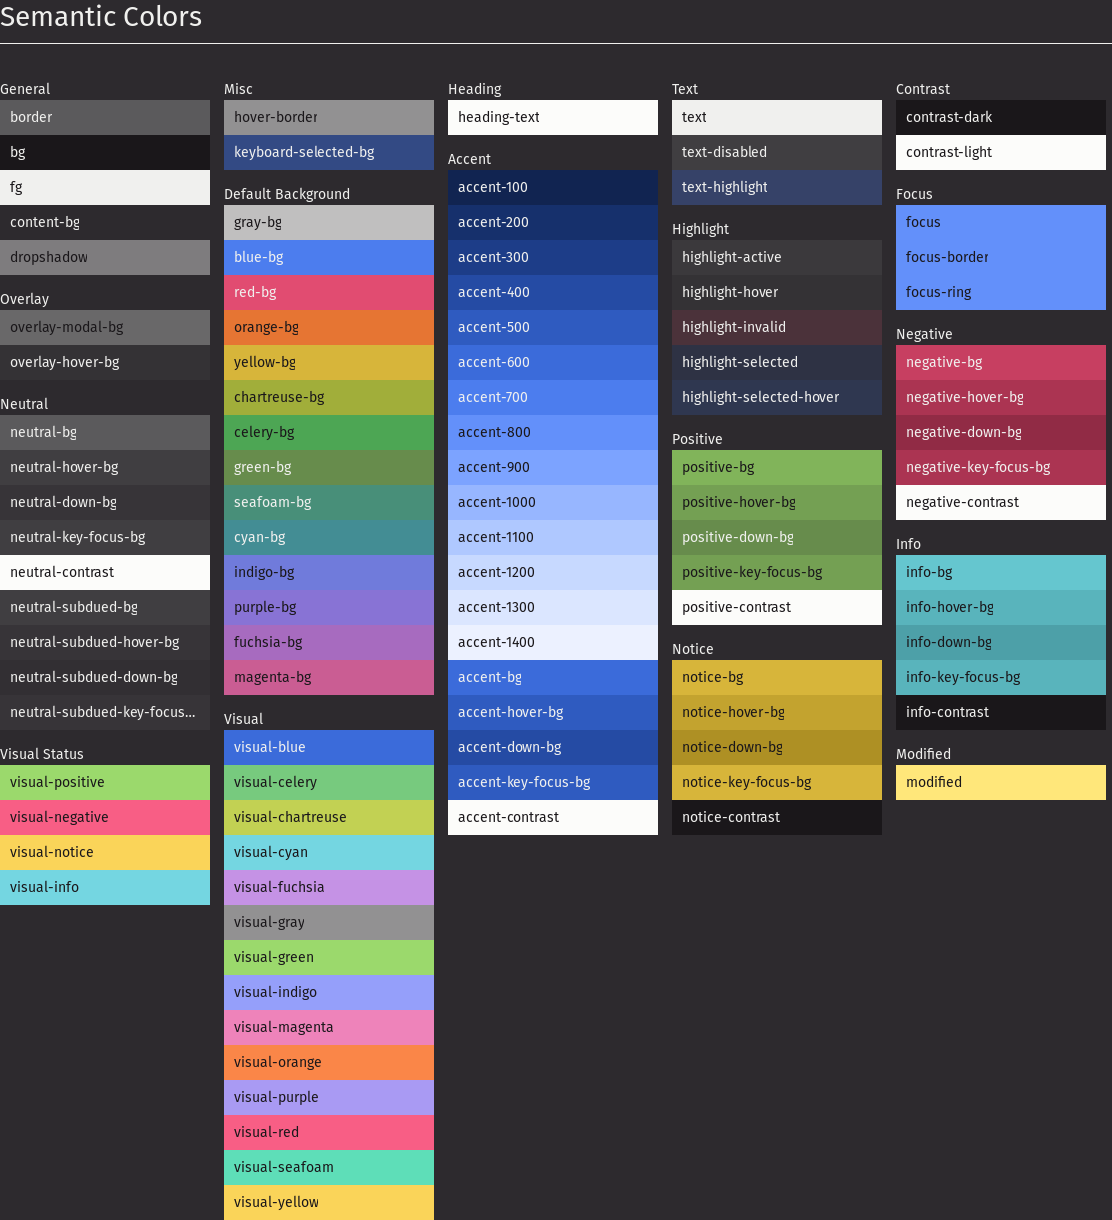 Semantic Colors
General
border
bg
fg
content-bg
dropshadow
Overlay
overlay-modal-bg
overlay-hover-bg
Neutral
neutral-bg
neutral-hover-bg
neutral-down-bg
neutral-key-focus-bg
neutral-contrast
neutral-subdued-bg
neutral-subdued-hover-bg
neutral-subdued-down-bg
neutral-subdued-key-focus...
Visual Status
visual-positive
visual-negative
visual-notice
visual-info
Misc
hover-border
keyboard-selected-bg
Default Background
gray-bg
blue-bg
red-bg
orange-bg
yellow-bg
chartreuse-bg
celery-bg
green-bg
seafoam-bg
cyan-bg
indigo-bg
purple-bg
fuchsia-bg
magenta-bg
Visual
visual-blue
visual-celery
visual-chartreuse
visual-cyan
visual-fuchsia
visual-gray
visual-green
visual-indigo
visual-magenta
visual-orange
visual-purple
visual-red
visual-seafoam
visual-yellow
Heading
heading-text
Accent
accent-100
accent-200
accent-300
accent-400
accent-500
accent-600
accent-700
accent-800
accent-900
accent-1000
accent-1100
accent-1200
accent-1300
accent-1400
accent-bg
accent-hover-bg
accent-down-bg
accent-key-focus-bg
accent-contrast
Text
text
text-disabled
text-highlight
Highlight
highlight-active
highlight-hover
highlight-invalid
highlight-selected
highlight-selected-hover
Positive
positive-bg
positive-hover-bg
positive-down-bg
positive-key-focus-bg
positive-contrast
Notice
notice-bg
notice-hover-bg
notice-down-bg
notice-key-focus-bg
notice-contrast
Contrast
contrast-dark
contrast-light
Focus
focus
focus-border
focus-ring
Negative
negative-bg
negative-hover-bg
negative-down-bg
negative-key-focus-bg
negative-contrast
Info
info-bg
info-hover-bg
info-down-bg
info-key-focus-bg
info-contrast
Modified
modified